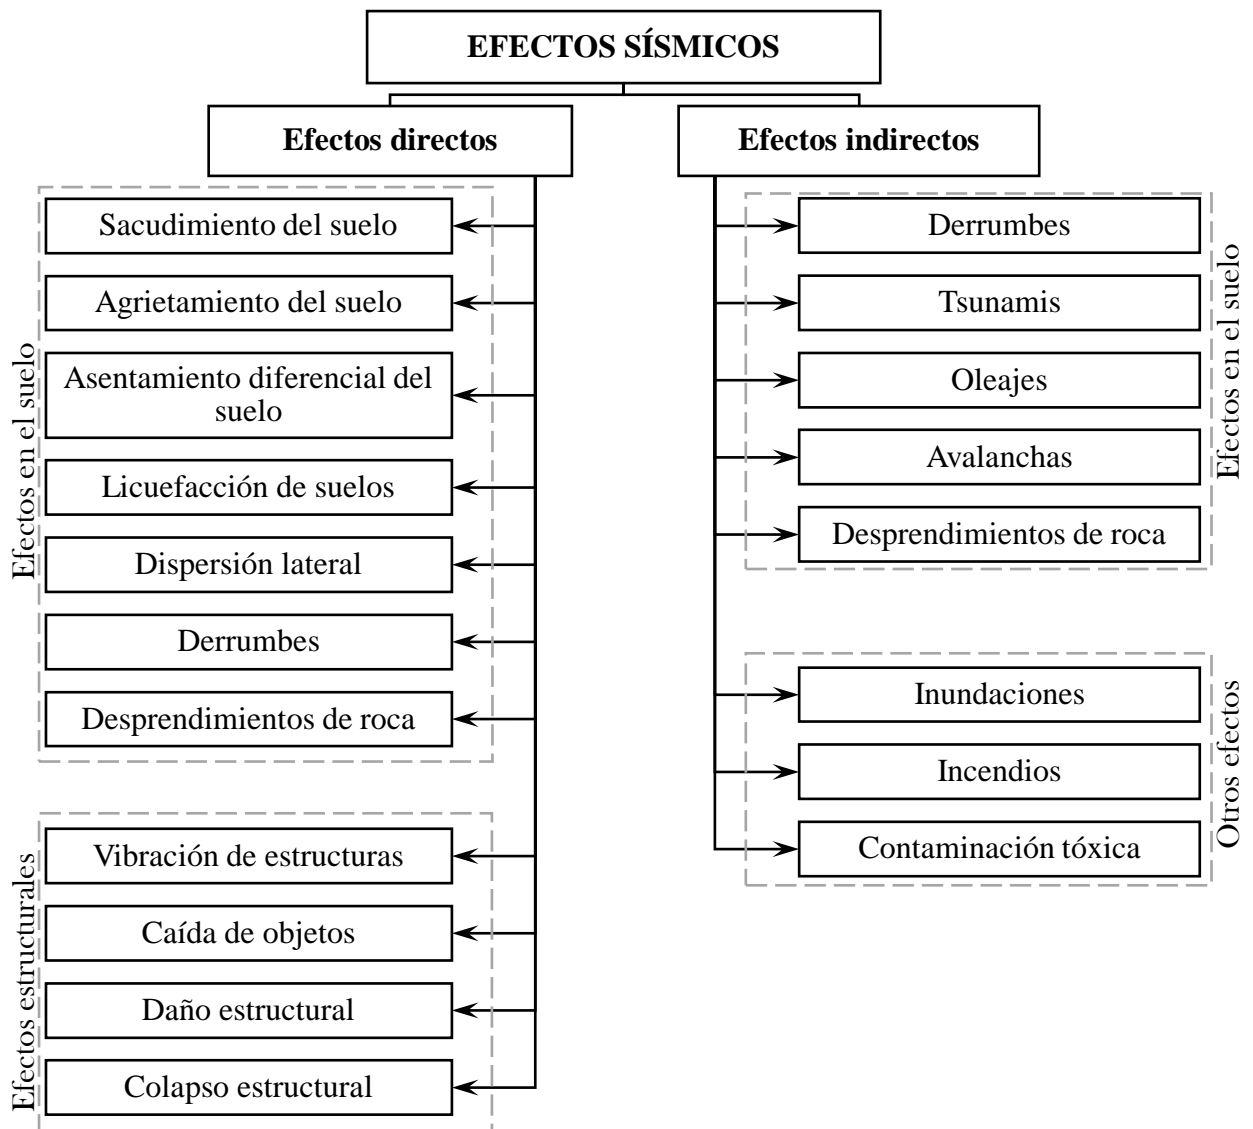 EFECTOS SÍSMICOS
Efectos directos
Efectos en el suelo
Sacudimiento del suelo
Agrietamiento del suelo
Asentamiento diferencial del
suelo
Licuefacción de suelos
Dispersión lateral
Derrumbes
Desprendimientos de roca
Efectos estructurales
Vibración de estructuras
Caída de objetos
Daño estructural
Colapso estructural
Efectos indirectos
Derrumbes
Tsunamis
Oleajes
Avalanchas
Desprendimientos de roca
Efectos en el suelo
Inundaciones
Incendios
Contaminación tóxica
Otros efectos